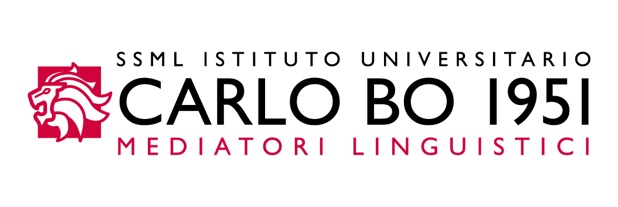 SSML ISTITUTO UNIVERSITARIO
CARLO BO 1951
MEDIATORI LINGUISTICI